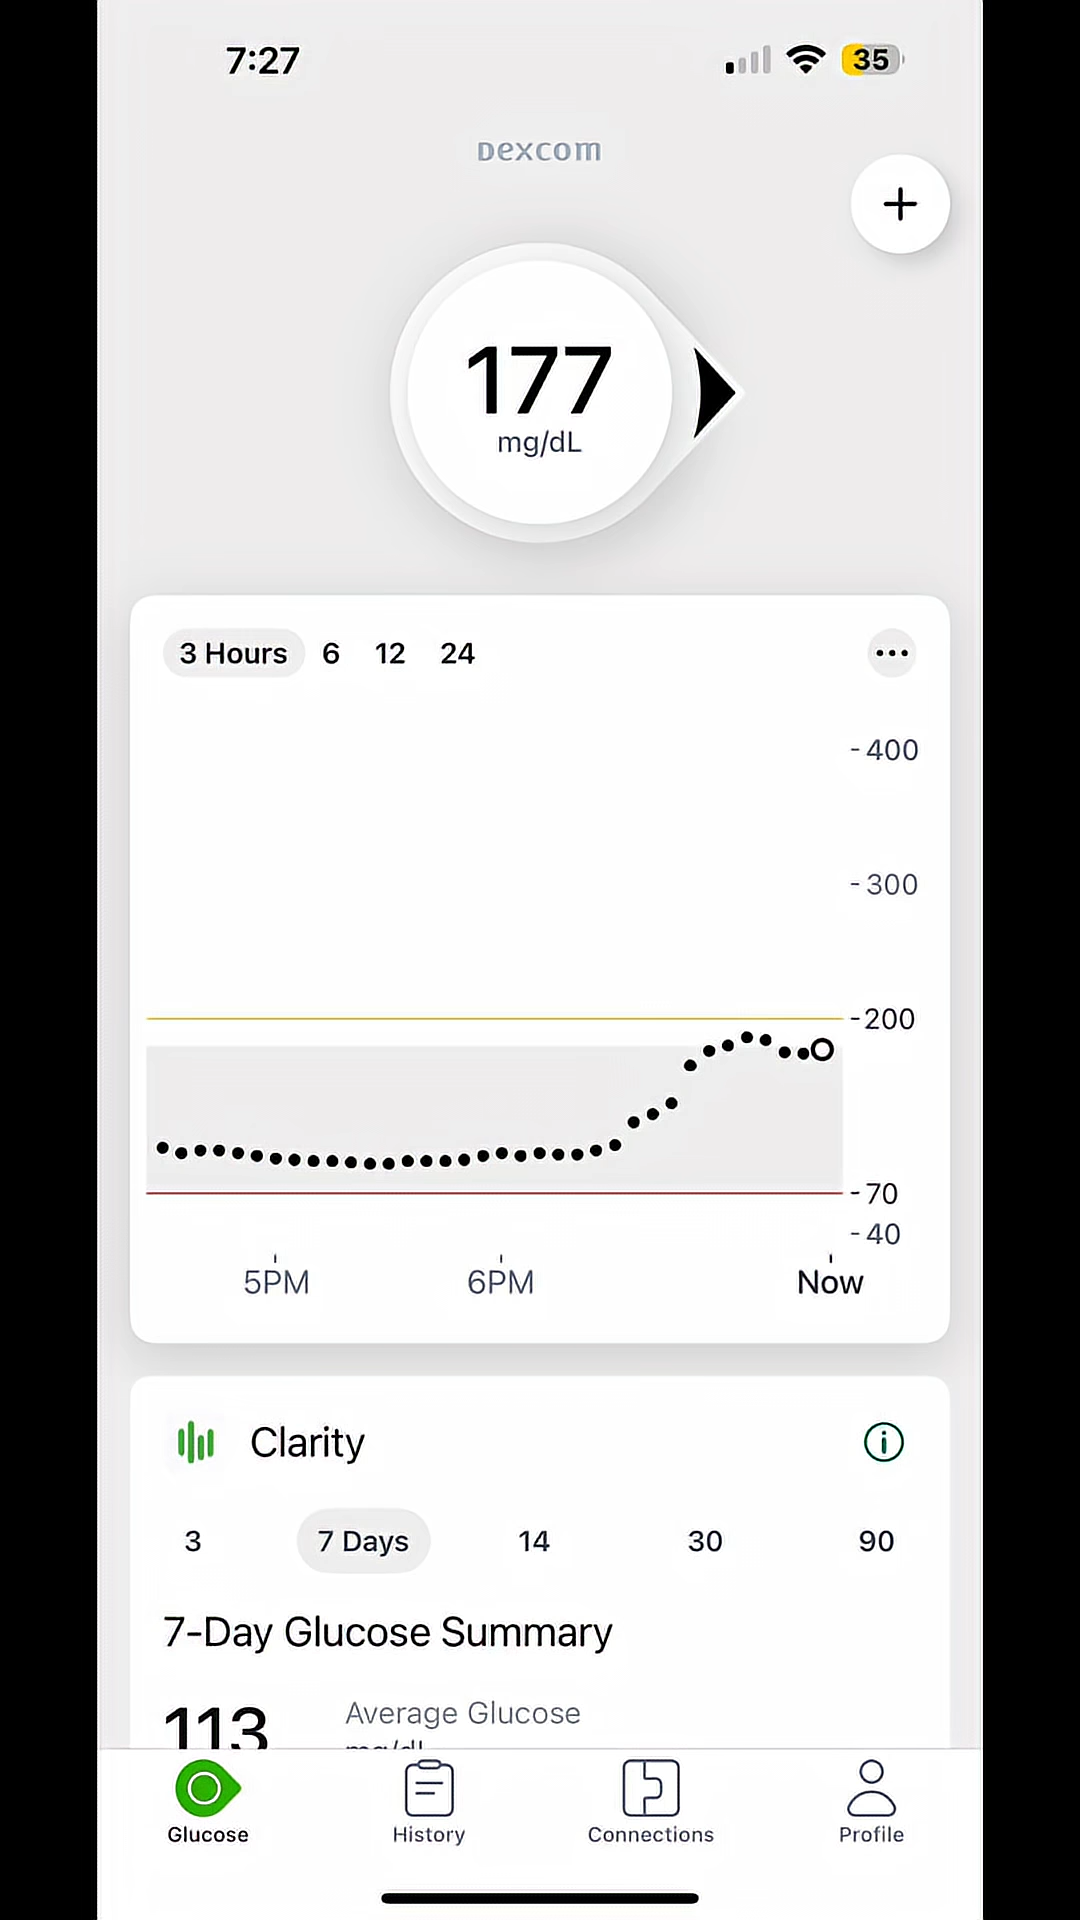 7:27
35
Dexcom
+
177
mg/dL
3 Hours 6 12 24
400
300
200
70
40
5PM 6PM Now
Clarity
3 7 Days 14 30 90
7-Day Glucose Summary
113 Average Glucose
mg/dL
Glucose History Connections Profile